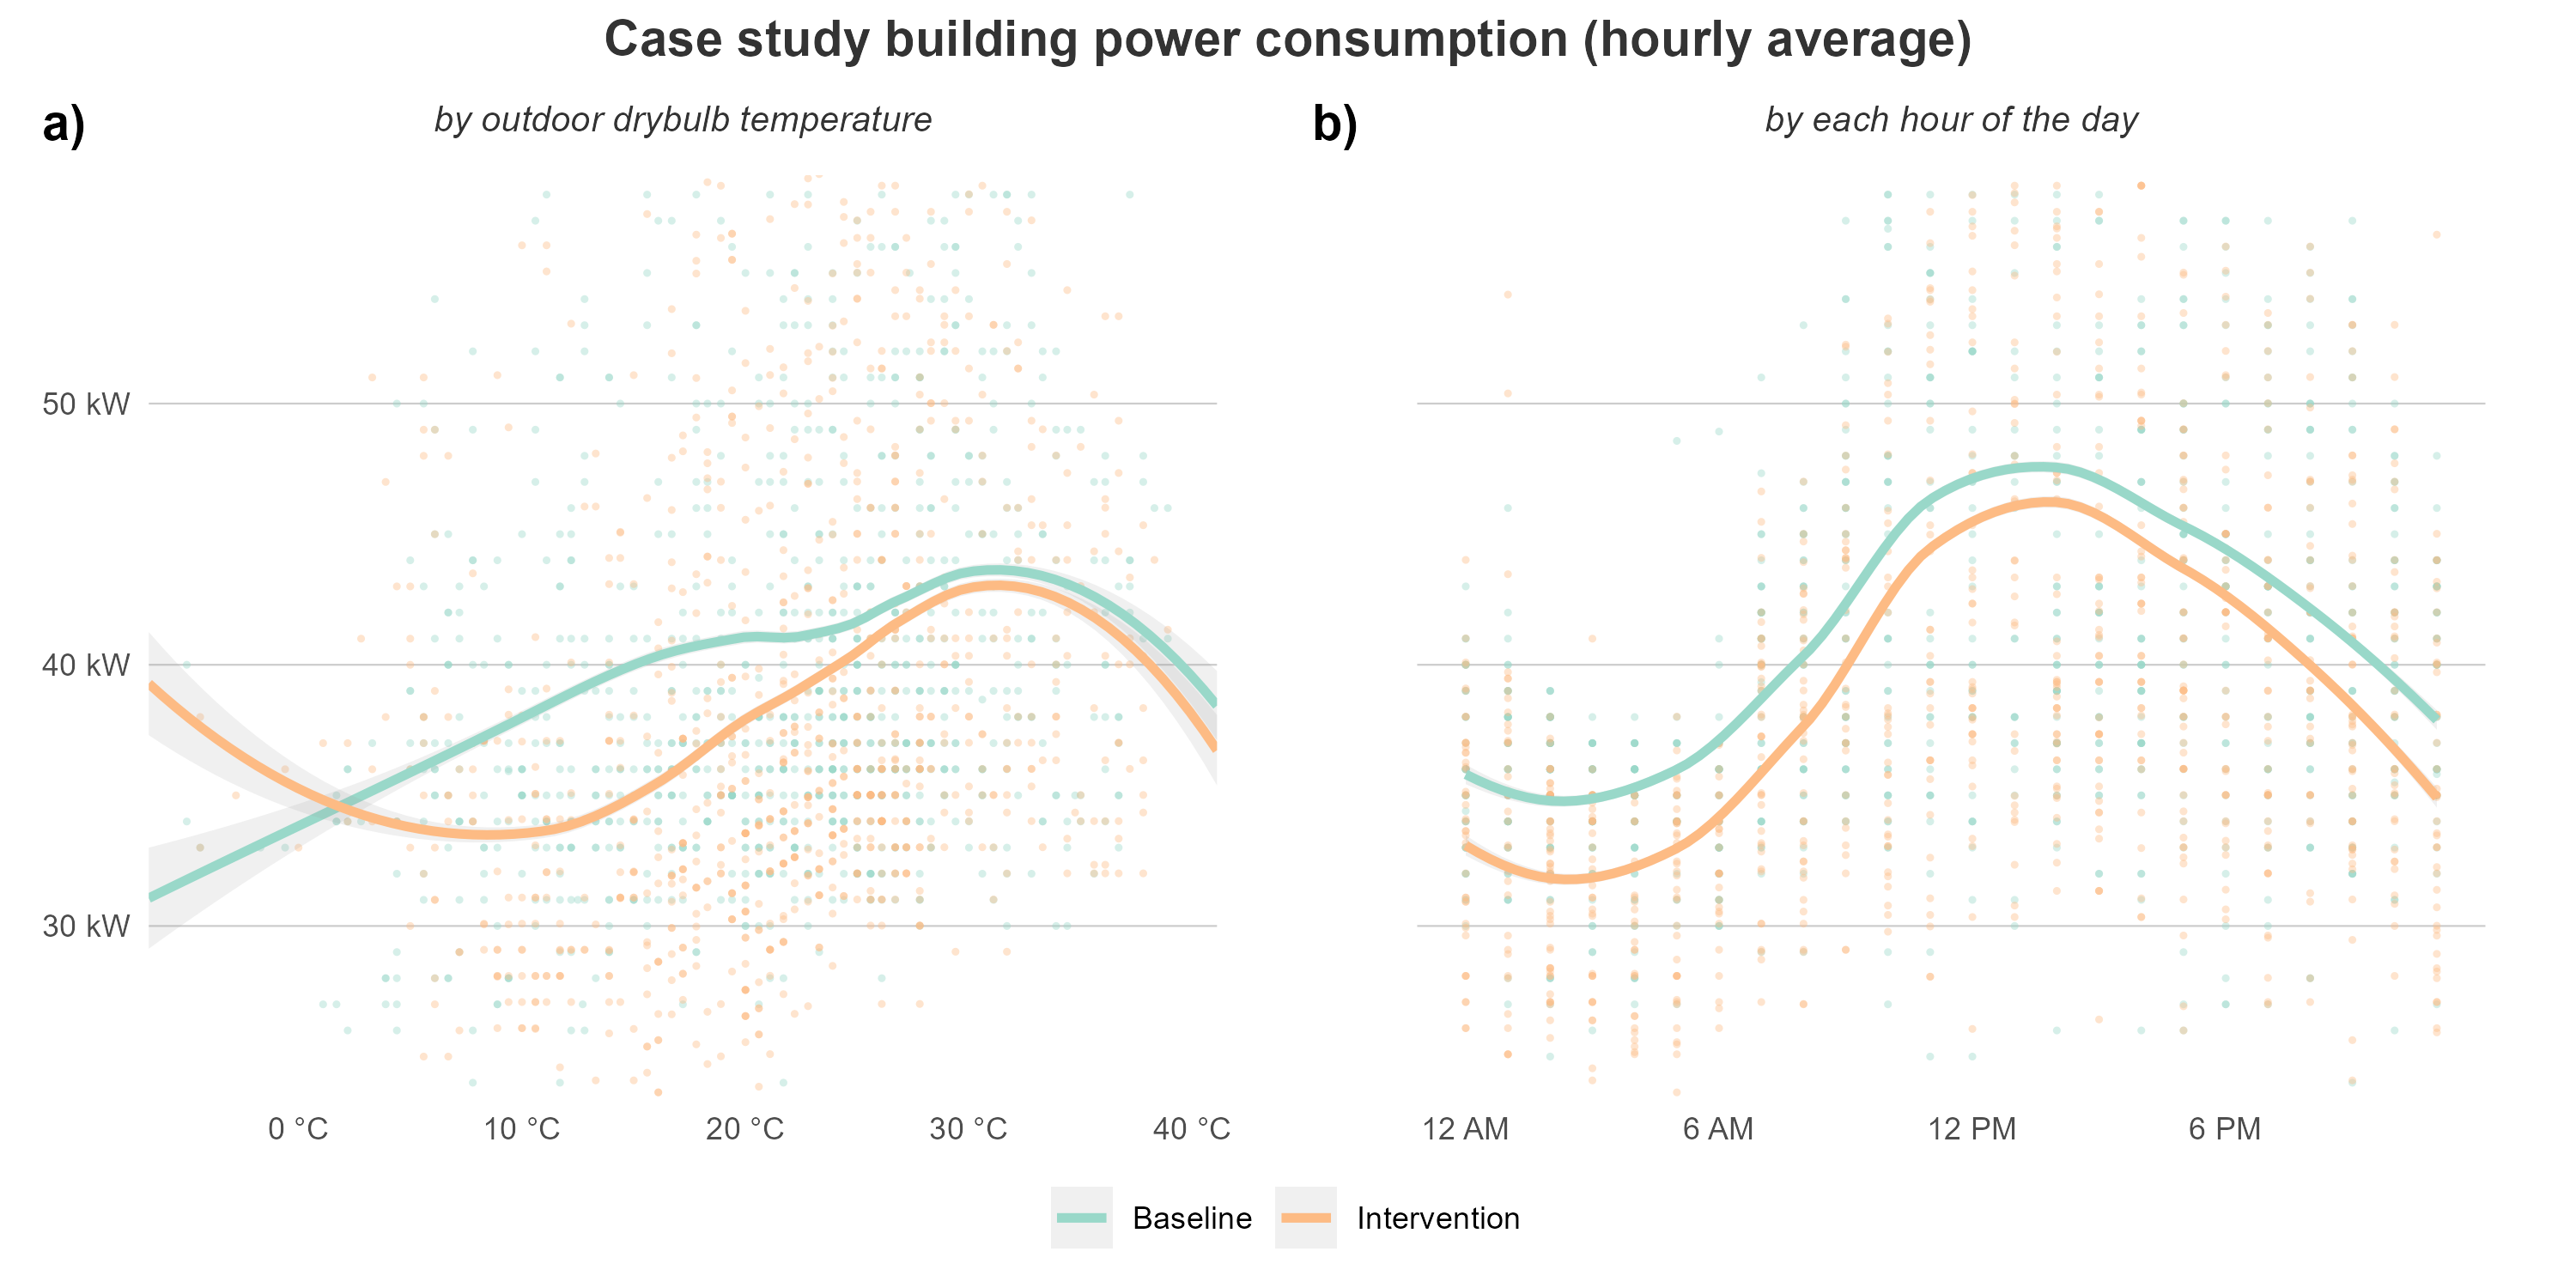 Case study building power consumption (hourly average)
a)
by outdoor drybulb temperature
50 kW
40 kW
30 kW
0 °C 10 °C 20 °C 30 °C 40 °C
b)
by each hour of the day
12 AM 6 AM 12 PM 6 PM
Baseline Intervention